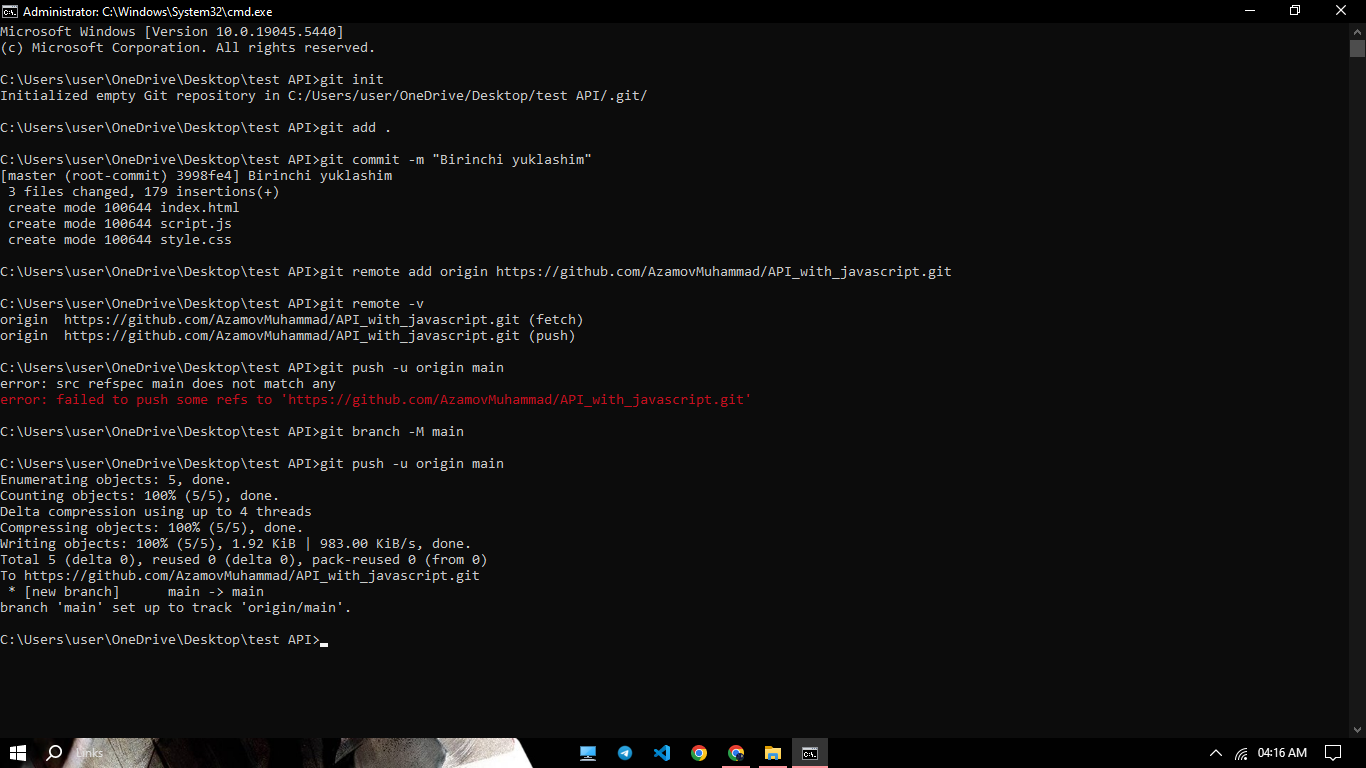 Administrator: C:\Windows\System32\cmd.exe
Microsoft Windows [Version 10.0.19045.5440]
(c) Microsoft Corporation. All rights reserved.
C:\Users\user\OneDrive\Desktop\test API>git init
Initialized empty Git repository in C:/Users/user/OneDrive/Desktop/test API/.git/
C:\Users\user\OneDrive\Desktop\test API>git add .
C:\Users\user\OneDrive\Desktop\test API>git commit -m "Birinchi yuklashim"
[master (root-commit) 3998fe4] Birinchi yuklashim
3 files changed, 179 insertions(+)
create mode 100644 index.html
create mode 100644 script.js
create mode 100644 style.css
C:\Users\user\OneDrive\Desktop\test API>git remote add origin https://github.com/AzamovMuhammad/API_with_javascript.git
C:\Users\user\OneDrive\Desktop\test API>git remote -v
origin  https://github.com/AzamovMuhammad/API_with_javascript.git (fetch)
origin  https://github.com/AzamovMuhammad/API_with_javascript.git (push)
C:\Users\user\OneDrive\Desktop\test API>git push -u origin main
error: src refspec main does not match any
error: failed to push some refs to 'https://github.com/AzamovMuhammad/API_with_javascript.git'
C:\Users\user\OneDrive\Desktop\test API>git branch -M main
C:\Users\user\OneDrive\Desktop\test API>git push -u origin main
Enumerating objects: 5, done.
Counting objects: 100% (5/5), done.
Delta compression using up to 4 threads
Compressing objects: 100% (5/5), done.
Writing objects: 100% (5/5), 1.92 KiB | 983.00 KiB/s, done.
Total 5 (delta 0), reused 0 (delta 0), pack-reused 0 (from 0)
To https://github.com/AzamovMuhammad/API_with_javascript.git
* [new branch]      main -> main
branch 'main' set up to track 'origin/main'.
C:\Users\user\OneDrive\Desktop\test API>
Links
04:16 AM